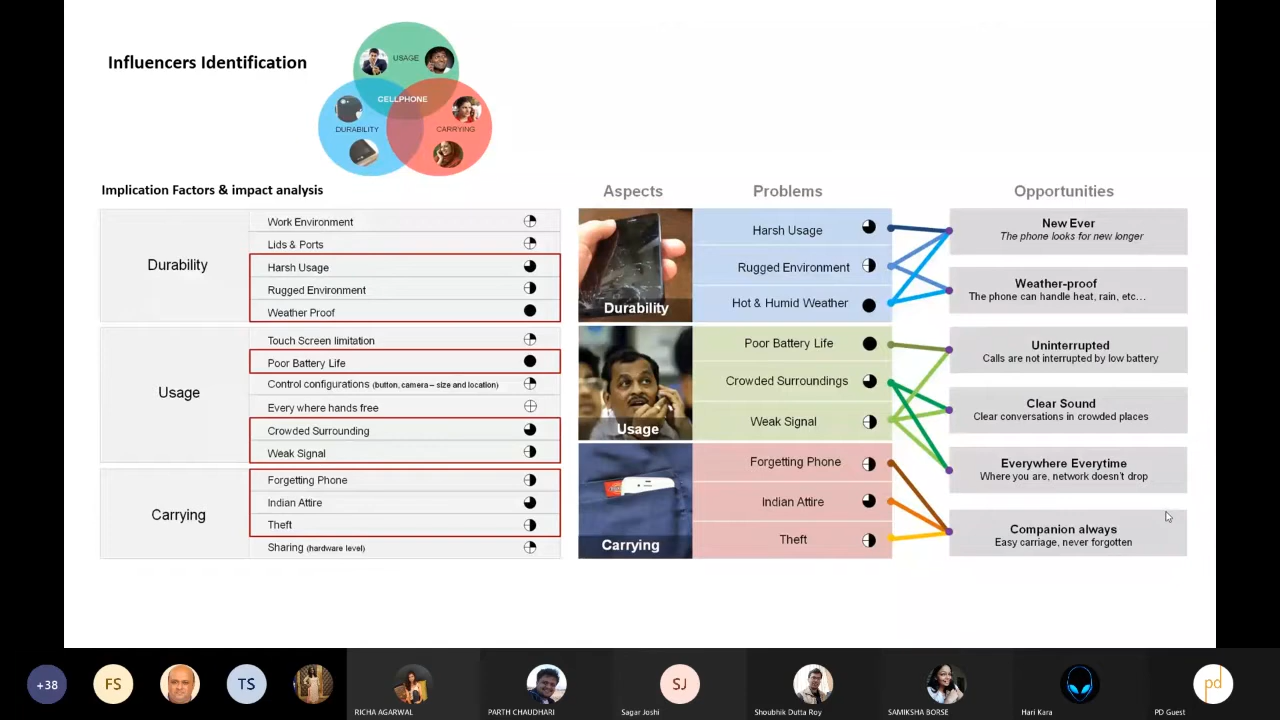 Influencers Identification
USAGE
CELLPHONE
DURABILITY
CARRYING
Implication Factors & impact analysis
Durability
Work Environment
Lids & Ports
Harsh Usage
Rugged Environment
Weather Proof
Usage
Touch Screen limitation
Poor Battery Life
Control configurations (button, camera – size and location)
Every where hands free
Crowded Surrounding
Weak Signal
Carrying
Forgetting Phone
Indian Attire
Theft
Sharing (hardware level)
Aspects
Problems
Opportunities
Durability
Harsh Usage
Rugged Environment
Hot & Humid Weather
Usage
Poor Battery Life
Crowded Surroundings
Weak Signal
Carrying
Forgetting Phone
Indian Attire
Theft
New Ever
The phone looks for new longer
Weather-proof
The phone can handle heat, rain, etc…
Uninterrupted
Calls are not interrupted by low battery
Clear Sound
Clear conversations in crowded places
Everywhere Everytime
Where you are, network doesn't drop
Companion always
Easy carriage, never forgotten
+38
FS
TS
RICHA AGARWAL
PARTH CHAUDHARI
SJ
Sagar Joshi
Shoubhik Dutta Roy
SAMIKSHA BORSE
Hari Kara
pd
PD Guest